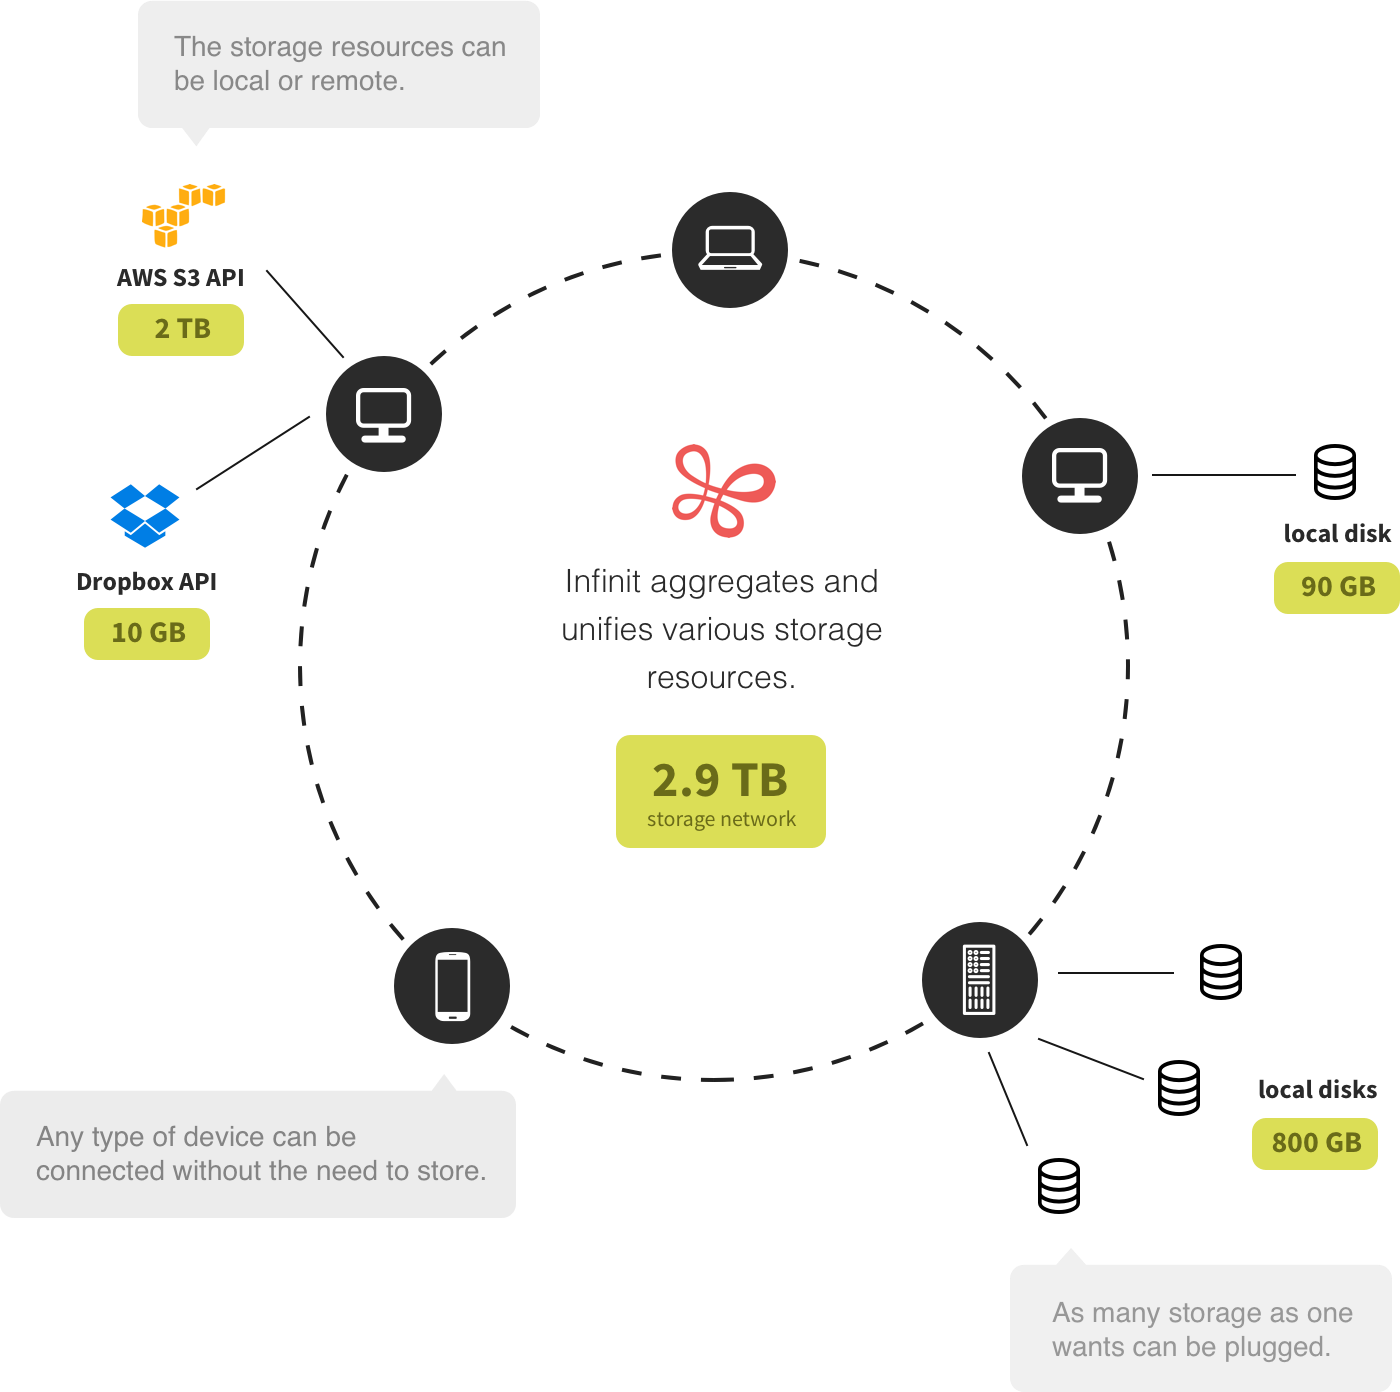 The storage resources can
be local or remote.
AWS S3 API
2 TB
Dropbox API
10 GB
local disk
90 GB
Infinit aggregates and
unifies various storage
resources.
2.9 TB
storage network
local disks
800 GB
Any type of device can be
connected without the need to store.
As many storage as one
wants can be plugged.